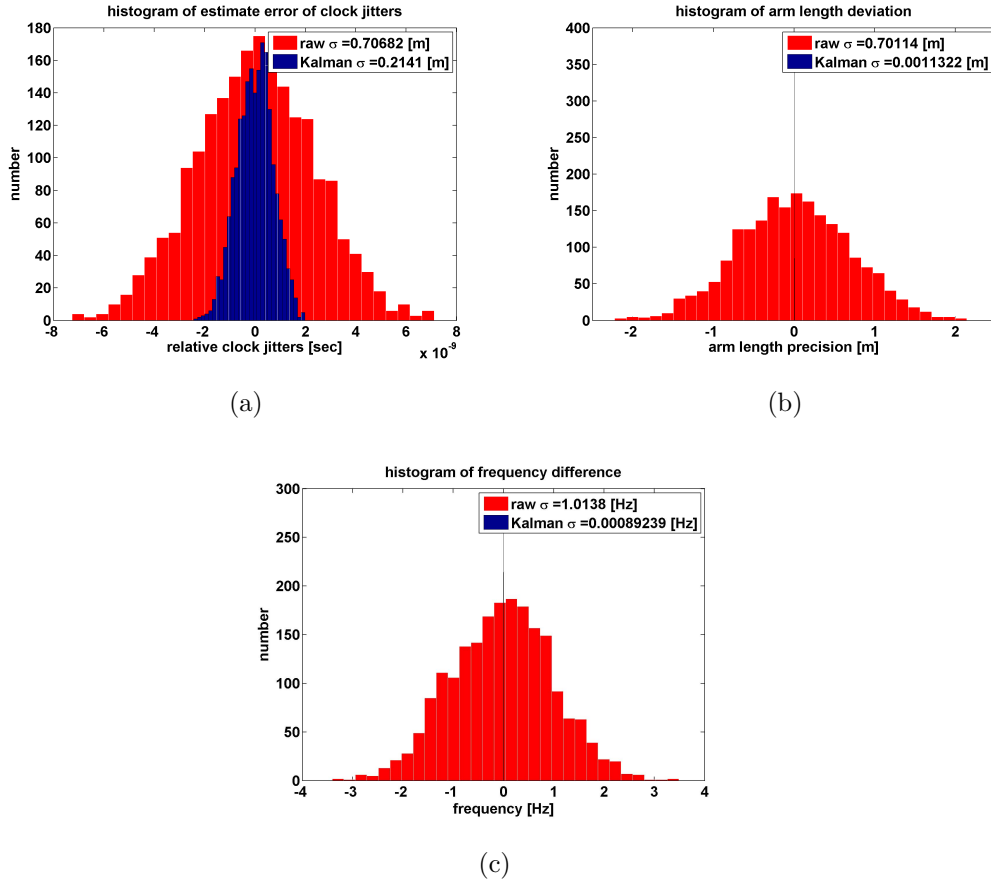 histogram of estimate error of clock jitters
180
160
140
120
100
80
60
40
20
0
number
raw σ =0.70682 [m]
Kalman σ =0.2141 [m]
-8 -6 -4 -2 0 2 4 6 8
relative clock jitters [sec]
x 10^-9
(a)
histogram of arm length deviation
400
350
300
250
200
150
100
50
0
number
raw σ =0.70114 [m]
Kalman σ =0.0011322 [m]
-2 -1 0 1 2
arm length precision [m]
(b)
histogram of frequency difference
300
250
200
150
100
50
0
number
raw σ =1.0138 [Hz]
Kalman σ =0.00089239 [Hz]
-4 -3 -2 -1 0 1 2 3 4
frequency [Hz]
(c)